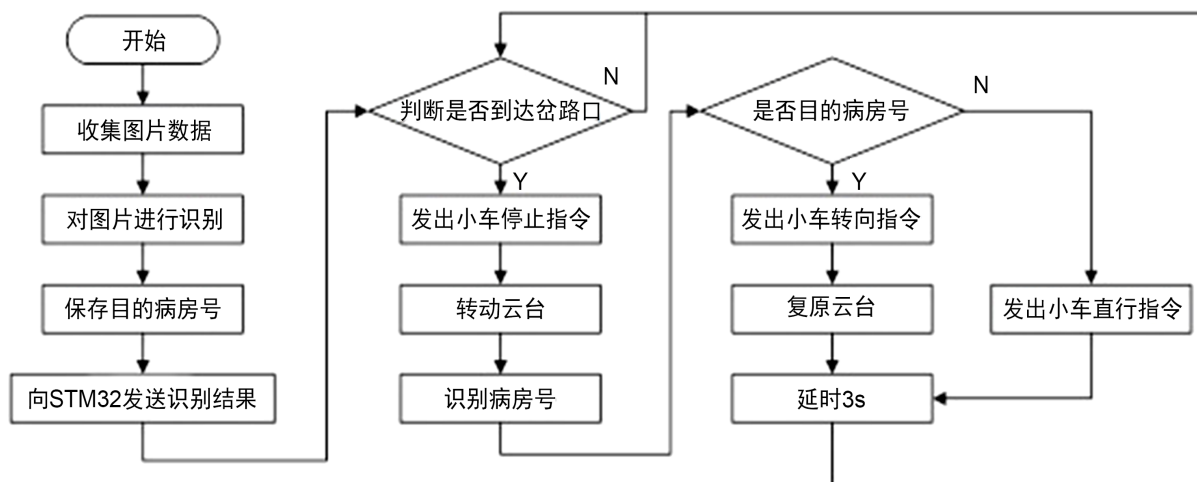 开始
收集图片数据
对图片进行识别
保存目的病房号
向STM32发送识别结果
判断是否到达岔路口
N
Y
发出小车停止指令
转动云台
识别病房号
是否目的病房号
N
Y
发出小车转向指令
复原云台
发出小车直行指令
延时3s